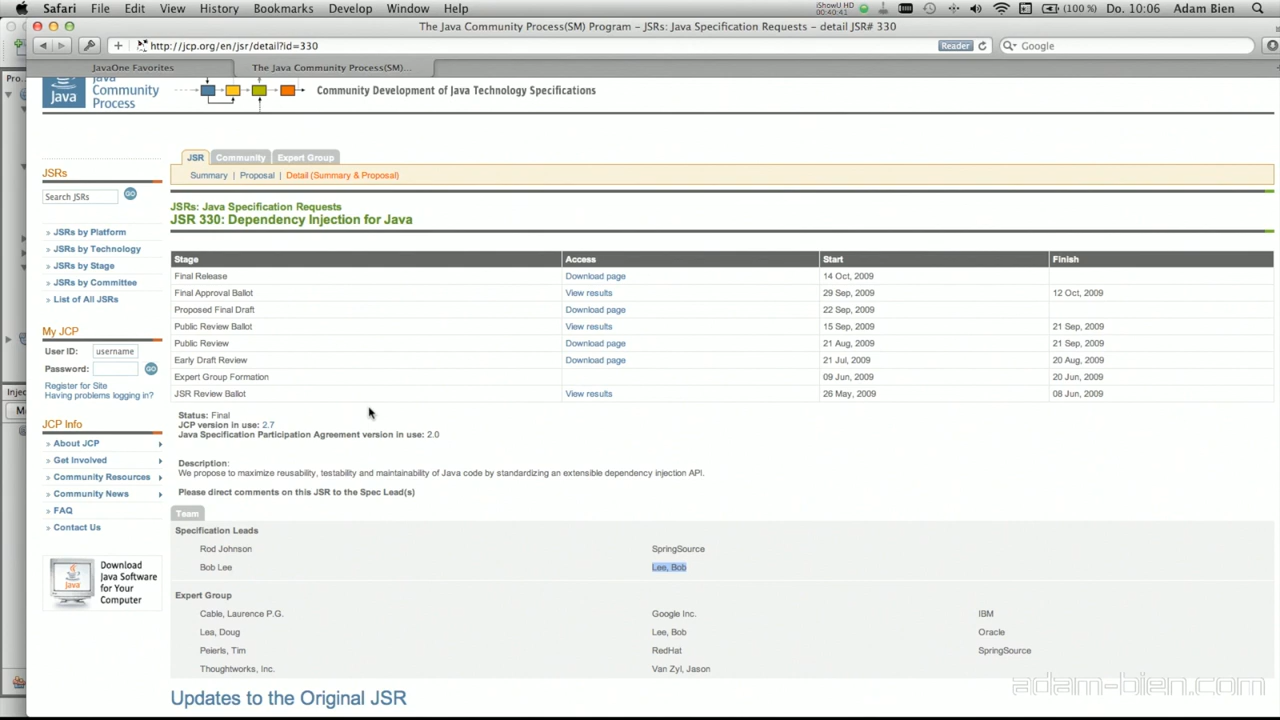 Safari File Edit View History Bookmarks Develop Window Help iShowU HD 00:40:41 (100 %) Do. 10:06 Adam Bien
The Java Community Process(SM) Program - JSRs: Java Specification Requests - detail JSR# 330
http://jcp.org/en/jsr/detail?id=330 Reader Google
JavaOne Favorites The Java Community Process(SM)...
Pro...
Java Community Process Community Development of Java Technology Specifications
Java
JSR Community Expert Group
JSRs Summary | Proposal | Detail (Summary & Proposal)
Search JSRs GO
JSRs: Java Specification Requests
JSR 330: Dependency Injection for Java
» JSRs by Platform
» JSRs by Technology
» JSRs by Stage
» JSRs by Committee
» List of All JSRs
Stage Access Start Finish
Final Release Download page 14 Oct, 2009
Final Approval Ballot View results 29 Sep, 2009 12 Oct, 2009
Proposed Final Draft Download page 22 Sep, 2009
Public Review Ballot View results 15 Sep, 2009 21 Sep, 2009
Public Review Download page 21 Aug, 2009 21 Sep, 2009
Early Draft Review Download page 21 Jul, 2009 20 Aug, 2009
Expert Group Formation 09 Jun, 2009 20 Jun, 2009
JSR Review Ballot View results 26 May, 2009 08 Jun, 2009
My JCP
User ID: username
Password: GO
Register for Site
Having problems logging in?
Injec
M
Status: Final
JCP version in use: 2.7
Java Specification Participation Agreement version in use: 2.0
JCP Info
» About JCP
» Get Involved
» Community Resources
» Community News
» FAQ
» Contact Us
Description:
We propose to maximize reusability, testability and maintainability of Java code by standardizing an extensible dependency injection API.
Please direct comments on this JSR to the Spec Lead(s)
Team
Specification Leads
Rod Johnson SpringSource
Bob Lee Lee, Bob
Java
Download
Java Software
for Your
Computer
Expert Group
Cable, Laurence P.G. Google Inc. IBM
Lea, Doug Lee, Bob Oracle
Peierls, Tim RedHat SpringSource
Thoughtworks, Inc. Van Zyl, Jason
adam-bien.com
Updates to the Original JSR